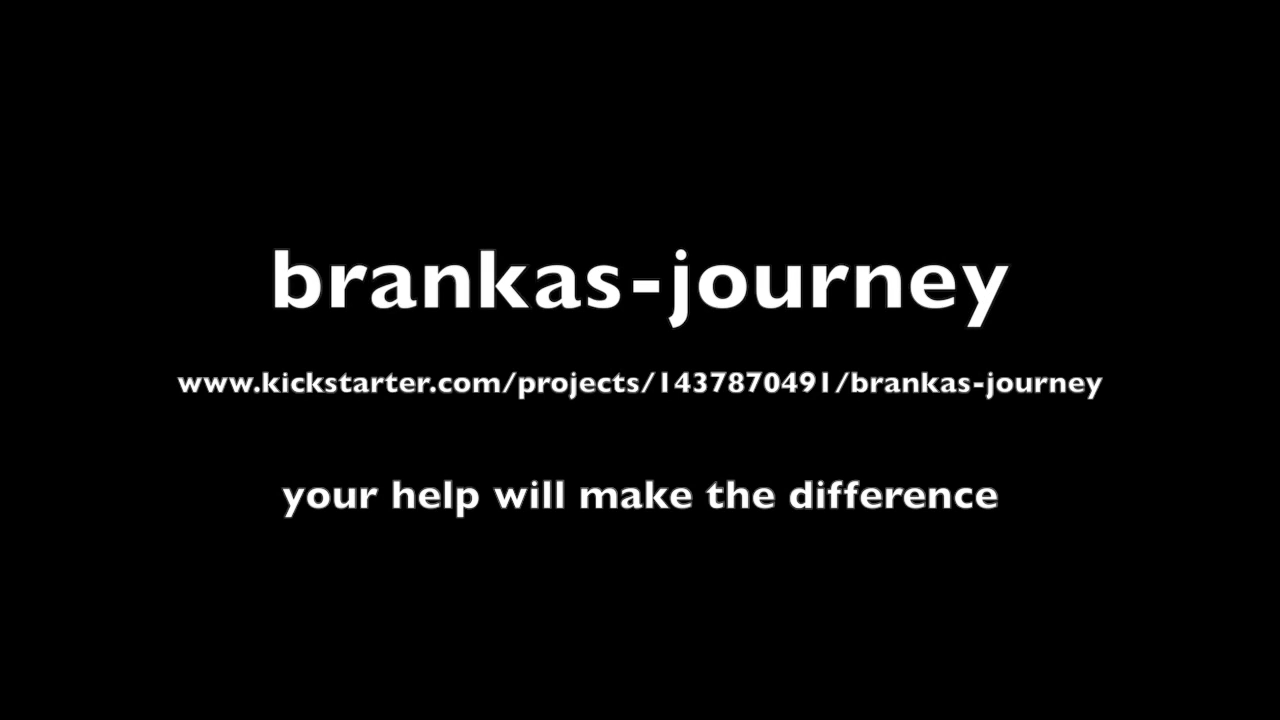 brankas-journey
www.kickstarter.com/projects/1437870491/brankas-journey
your help will make the difference